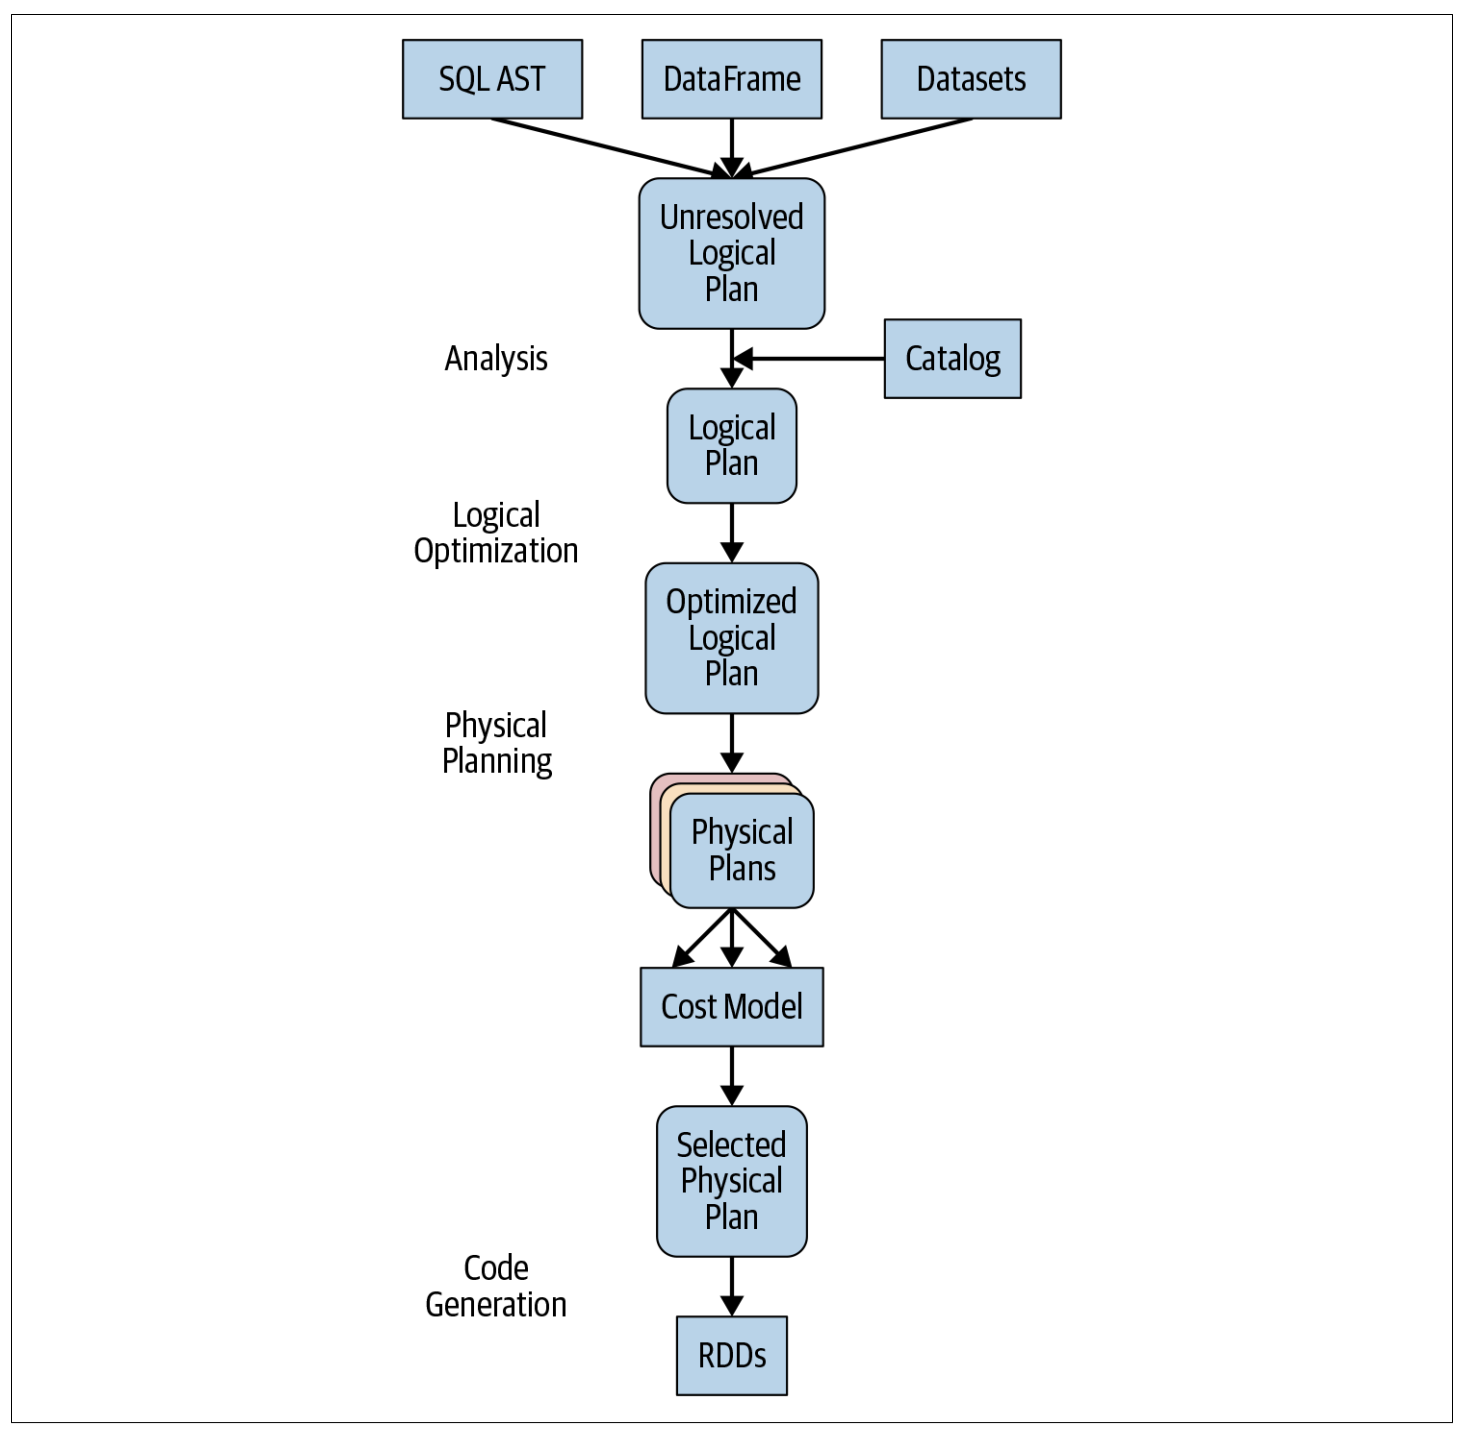 SQL AST
DataFrame
Datasets
Unresolved
Logical
Plan
Analysis
Catalog
Logical
Plan
Logical
Optimization
Optimized
Logical
Plan
Physical
Planning
Physical
Plans
Cost Model
Selected
Physical
Plan
Code
Generation
RDDs